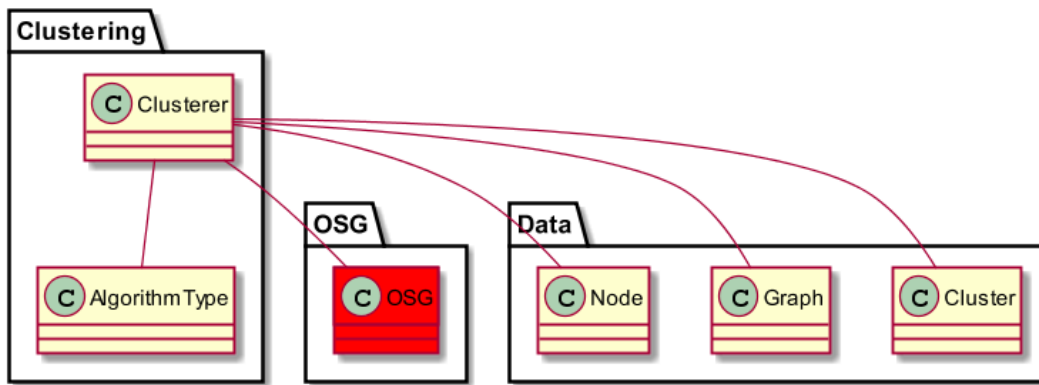 Clustering
C Clusterer
OSG
Data
C AlgorithmType
C OSG
C Node
C Graph
C Cluster